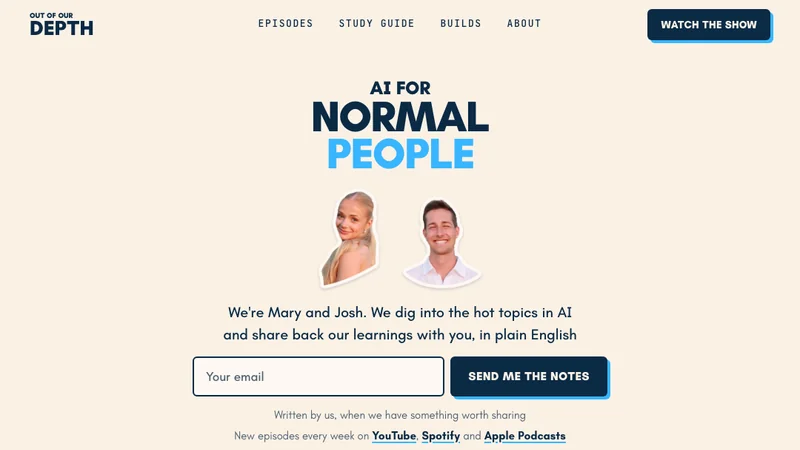 OUT OF OUR
DEPTH
EPISODES
STUDY GUIDE
BUILDS
ABOUT
WATCH THE SHOW
AI FOR
NORMAL
PEOPLE
We're Mary and Josh. We dig into the hot topics in AI
and share back our learnings with you, in plain English
Your email
SEND ME THE NOTES
Written by us, when we have something worth sharing
New episodes every week on YouTube, Spotify and Apple Podcasts